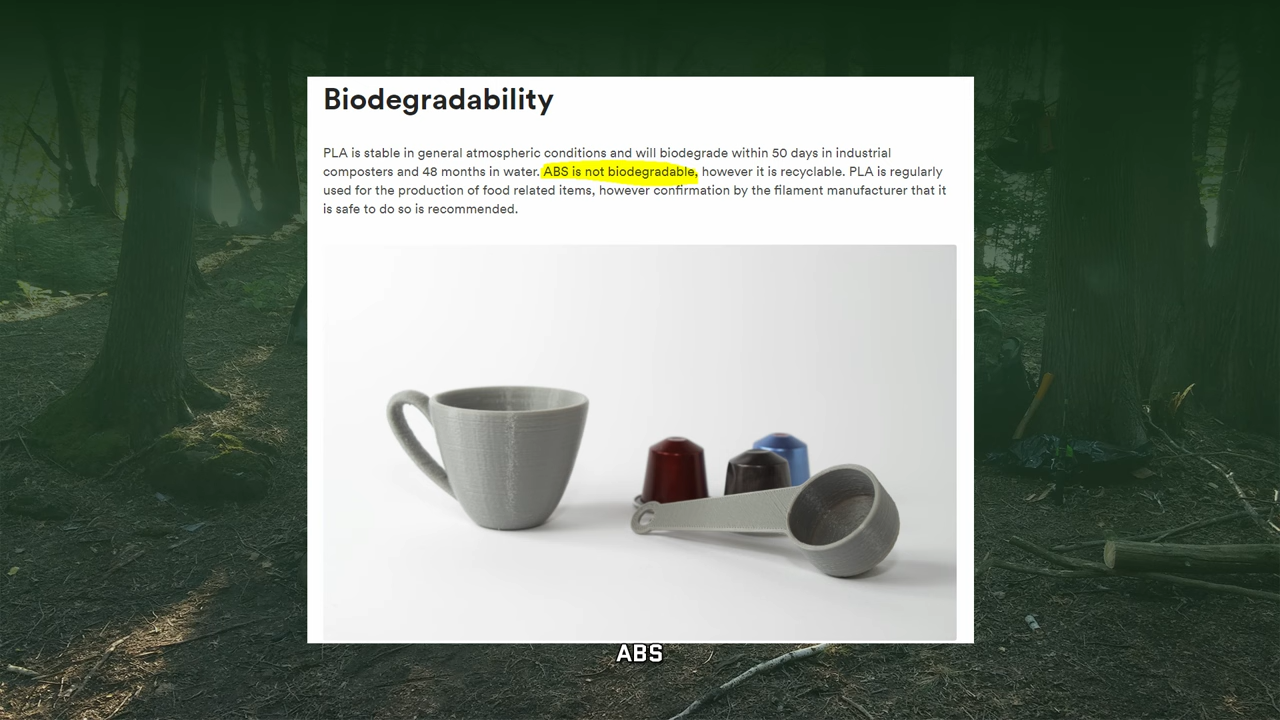 Biodegradability
PLA is stable in general atmospheric conditions and will biodegrade within 50 days in industrial
composters and 48 months in water. ABS is not biodegradable, however it is recyclable. PLA is regularly
used for the production of food related items, however confirmation by the filament manufacturer that it
is safe to do so is recommended.
ABS